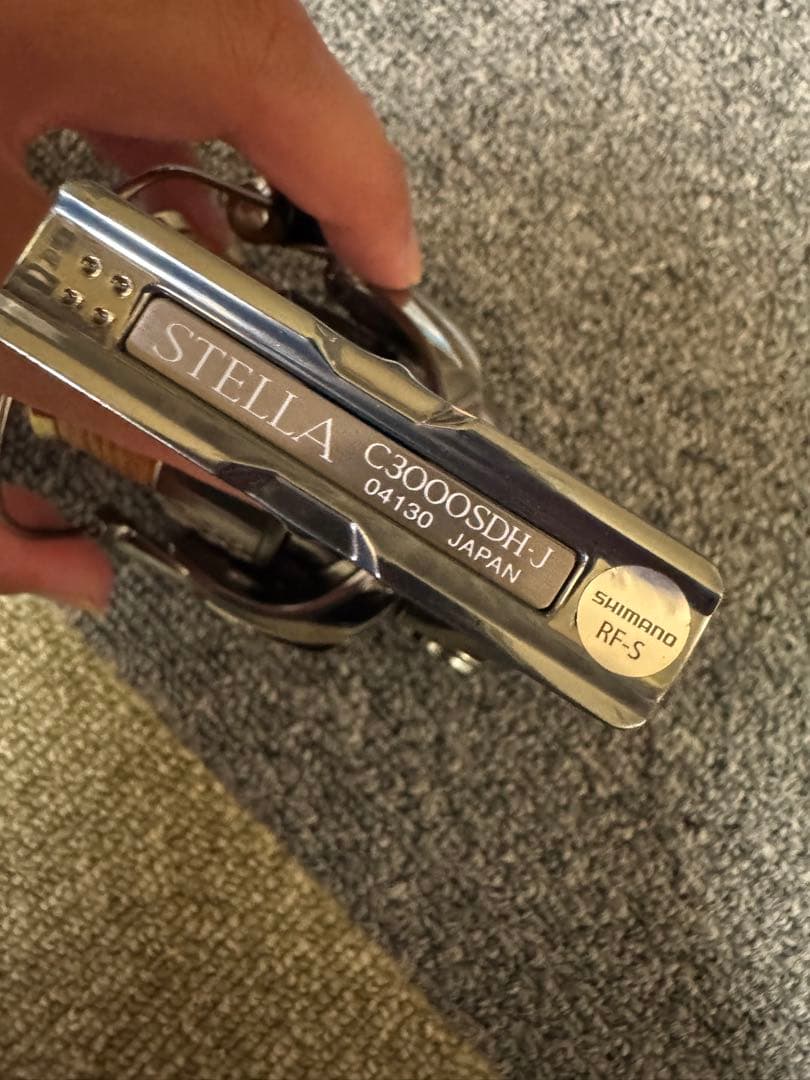 STELLA
C3000SDH-J
04130 JAPAN
SHIMANO
RF-S